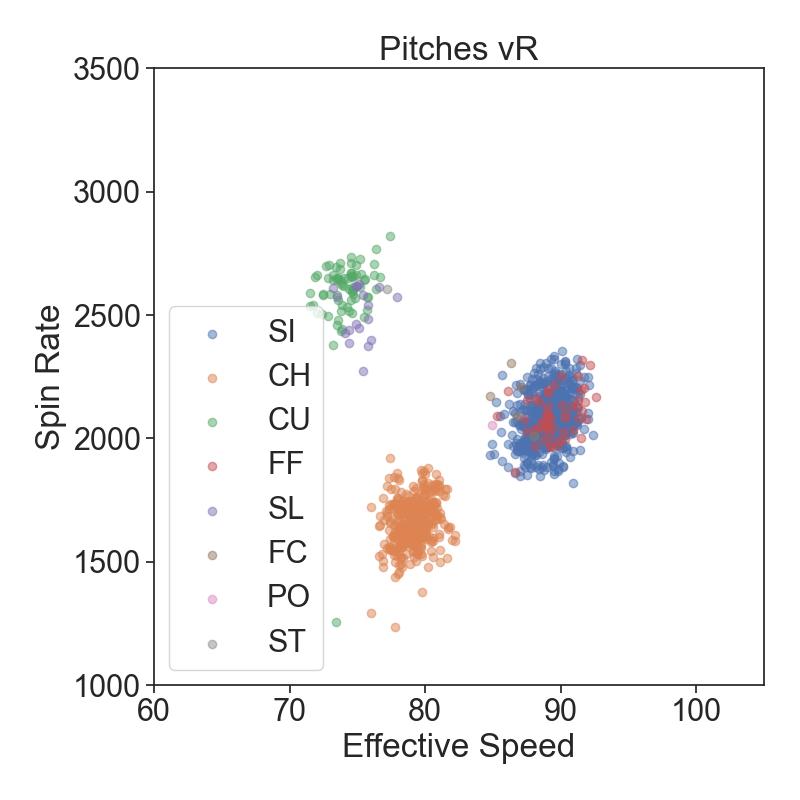 Pitches vR
3500
3000
2500
2000
1500
1000
Spin Rate
SI
CH
CU
FF
SL
FC
PO
ST
60 70 80 90 100
Effective Speed